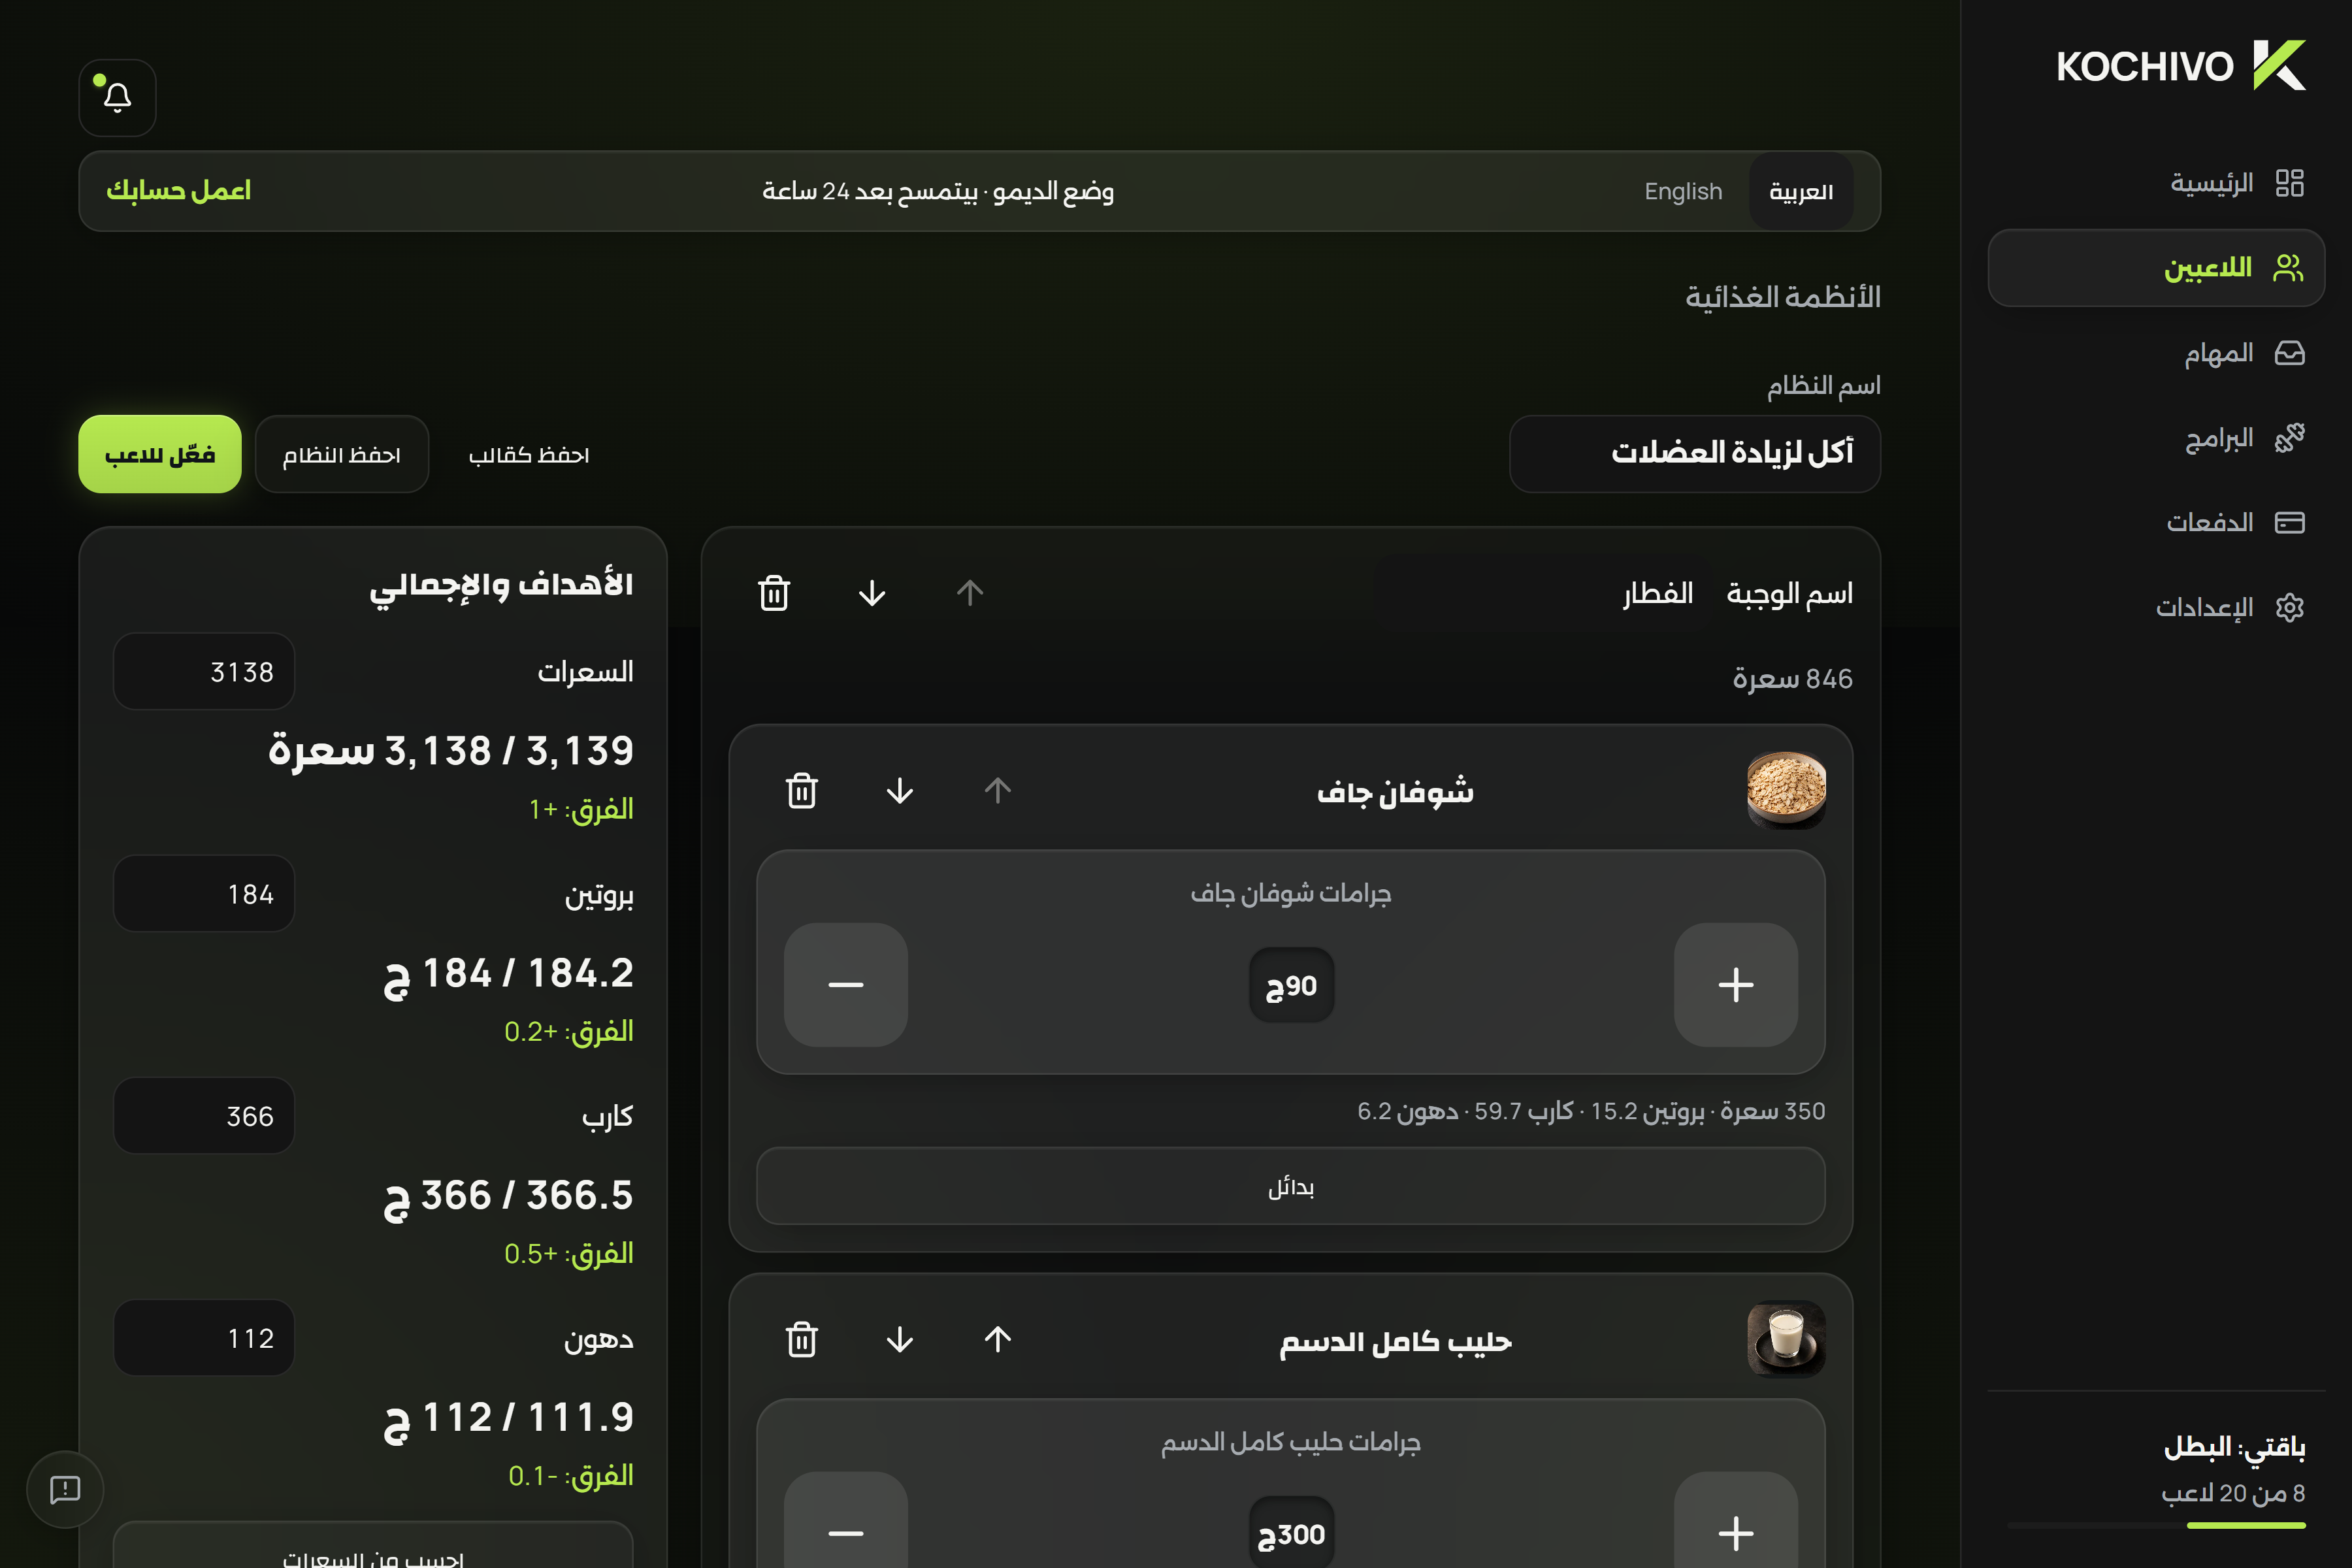 KOCHIVO
الرئيسية
اللاعبين
المهام
البرامج
الدفعات
الإعدادات
باقتي: البطل
8 من 20 لاعب
العربية
English
وضع الديمو · بيتمسح بعد 24 ساعة
اعمل حسابك
الأنظمة الغذائية
اسم النظام
أكل لزيادة العضلات
احفظ كقالب
احفظ النظام
فعّل للاعب
اسم الوجبة
الفطار
846 سعرة
شوفان جاف
جرامات شوفان جاف
90ج
350 سعرة · بروتين 15.2 · كارب 59.7 · دهون 6.2
بدائل
حليب كامل الدسم
جرامات حليب كامل الدسم
300ج
الأهداف والإجمالي
السعرات
3138
3,139 / 3,138 سعرة
الفرق: +1
بروتين
184
184.2 / 184 ج
الفرق: +0.2
كارب
366
366.5 / 366 ج
الفرق: +0.5
دهون
112
111.9 / 112 ج
الفرق: -0.1
احسب من السعرات